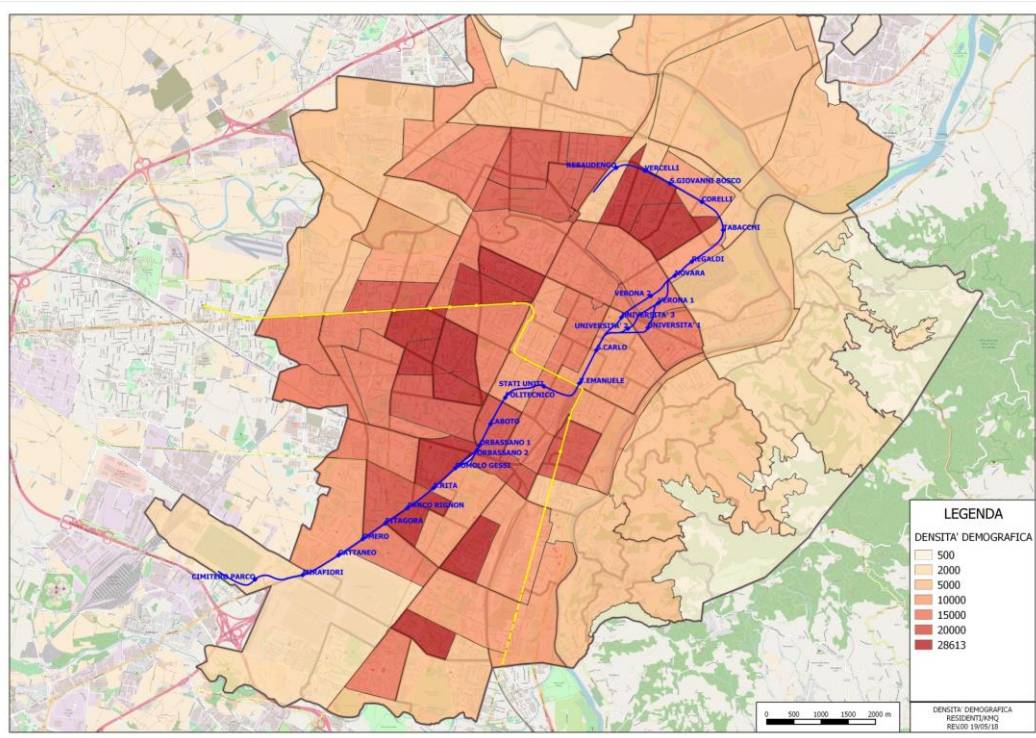 REBAUDENGO
VERCELLI
S.GIOVANNI BOSCO
CORELLI
TABACCHI
REGALDI
NOVARA
VERONA 2
VERONA 1
UNIVERSITA' 3
UNIVERSITA' 2
UNIVERSITA' 1
S.CARLO
V.EMANUELE
STATI UNITI
POLITECNICO
CABOTO
ORBASSANO 1
ORBASSANO 2
ROMOLO GESSI
S.RITA
PARCO RIGNON
PITAGORA
OMERO
CATTANEO
MIRAFIORI
CIMITERO PARCO
LEGENDA
DENSITA' DEMOGRAFICA
500
2000
5000
10000
15000
20000
28613
0 500 1000 1500 2000 m
DENSITA' DEMOGRAFICA
RESIDENTI/KMQ
REV.00 19/05/18